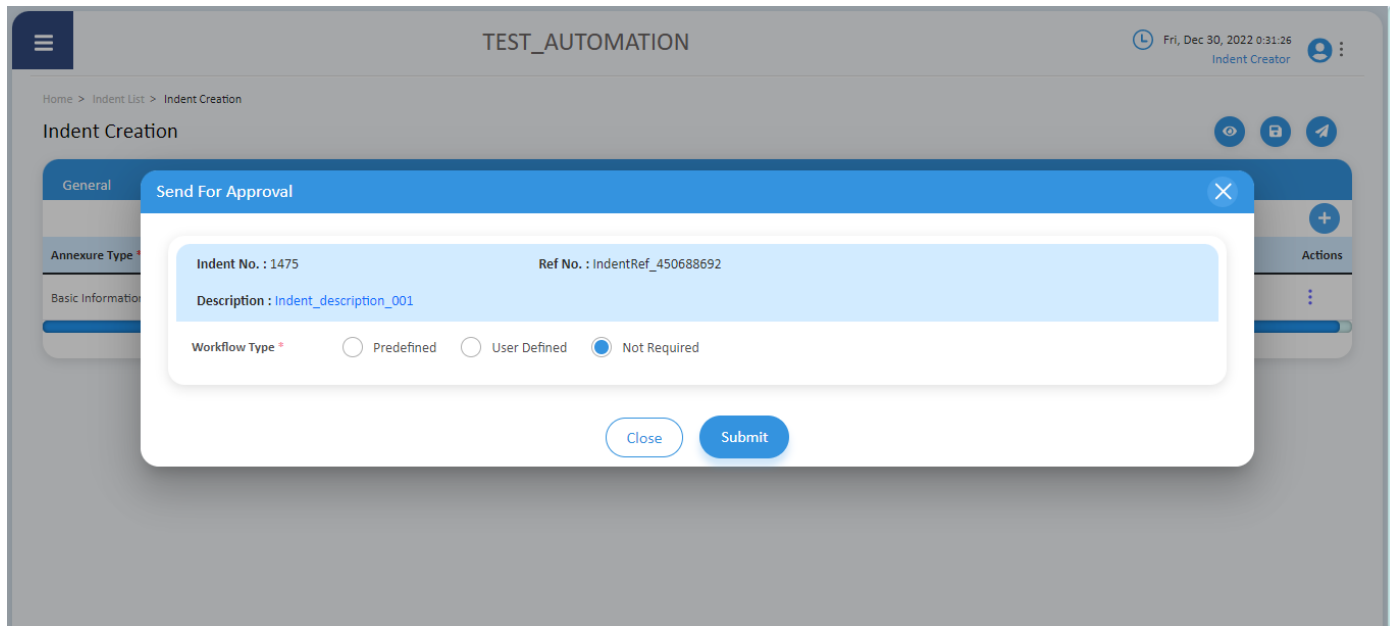 TEST_AUTOMATION
Fri, Dec 30, 2022 0:31:26
Indent Creator
Home > Indent List > Indent Creation
Indent Creation
General
Send For Approval
Annexure Type *
Actions
Indent No. : 1475 Ref No. : IndentRef_450688692
Basic Information
Description : Indent_description_001
Workflow Type * Predefined User Defined Not Required
Close Submit